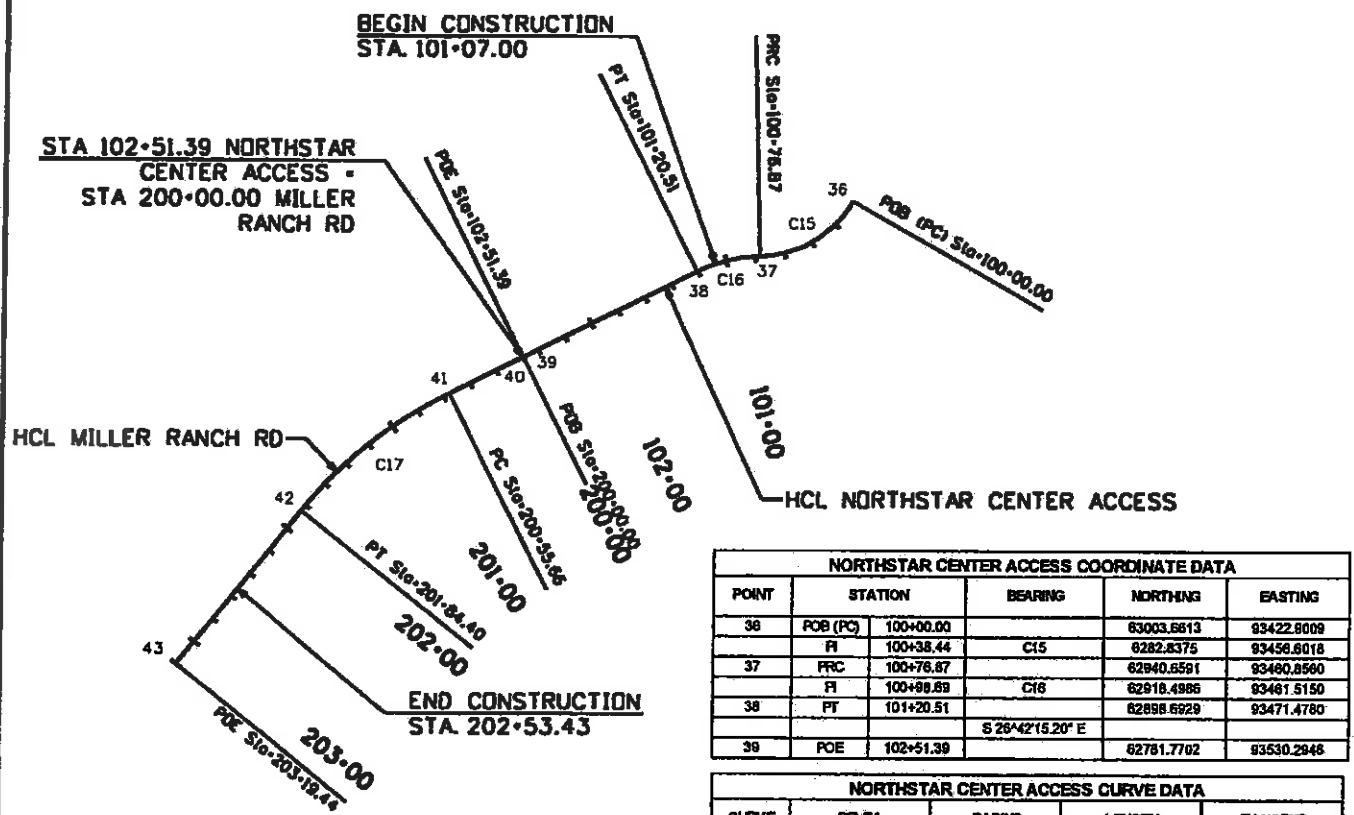 BEGIN CONSTRUCTION
STA. 101+07.00
PT Sta=101+20.51
PRC Sta=100+76.87
STA 102+51.39 NORTHSTAR
CENTER ACCESS =
STA 200+00.00 MILLER
RANCH RD
POE Sta=102+51.39
36
C15
POB (PC) Sta=100+00.00
37
C16
38
39
40
41
HCL MILLER RANCH RD
C17
42
43
PC Sta=200+55.66
POB Sta=200+00.00
200+00
102+00
101+00
HCL NORTHSTAR CENTER ACCESS
201+00
PT Sta=201+84.40
202+00
END CONSTRUCTION
STA. 202+53.43
POE Sta=203+19.44
203+00
NORTHSTAR CENTER ACCESS COORDINATE DATA
POINT STATION BEARING NORTHING EASTING
36 POB (PC) 100+00.00 63003.6613 93422.9009
PI 100+38.44 C15 6282.8375 93456.6018
37 PRC 100+76.87 62940.6591 93460.8560
PI 100+98.69 C16 62918.4986 93461.5150
38 PT 101+20.51 62898.6929 93471.4780
S 26°42'15.20" E
39 POE 102+51.39 62781.7702 93530.2946
NORTHSTAR CENTER ACCESS CURVE DATA